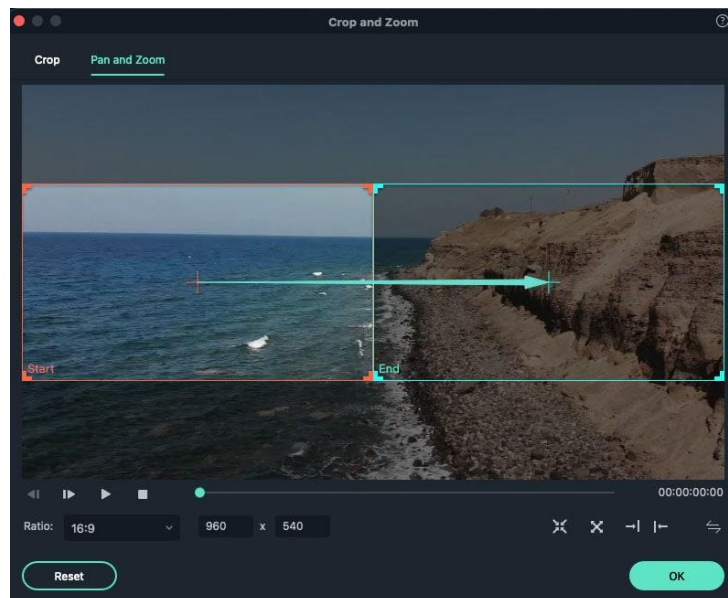 Crop and Zoom
Crop Pan and Zoom
Start End
00:00:00:00
Ratio: 16:9 960 x 540
Reset OK